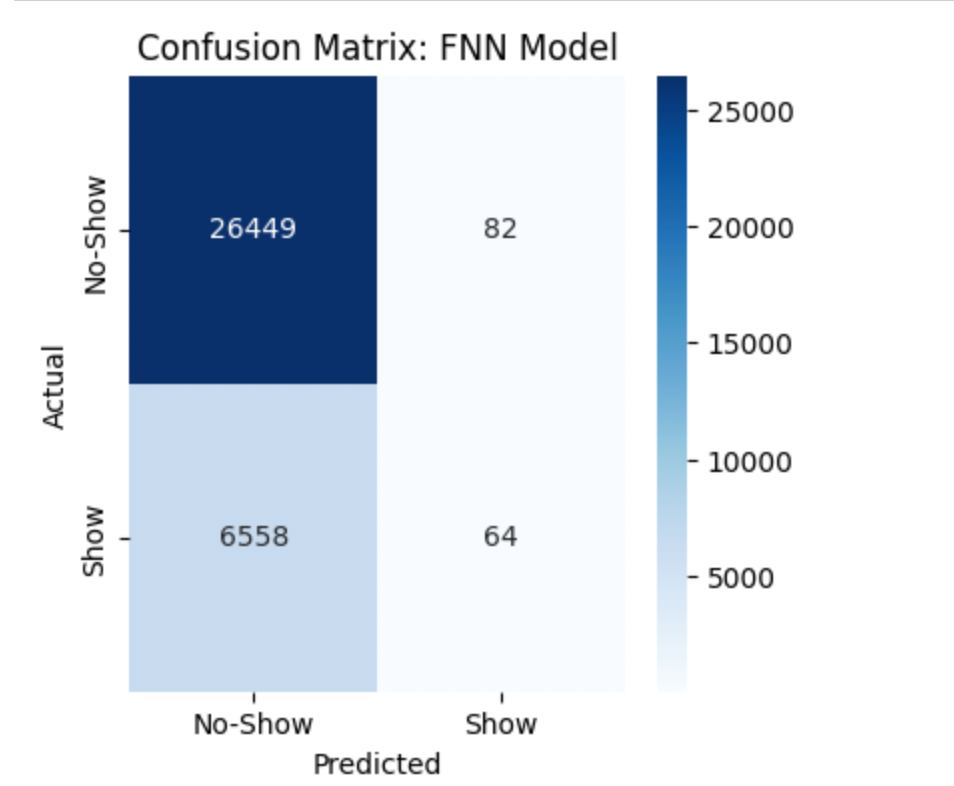 Confusion Matrix: FNN Model
No-Show
Show
Actual
26449
82
6558
64
No-Show
Show
Predicted
25000
20000
15000
10000
5000